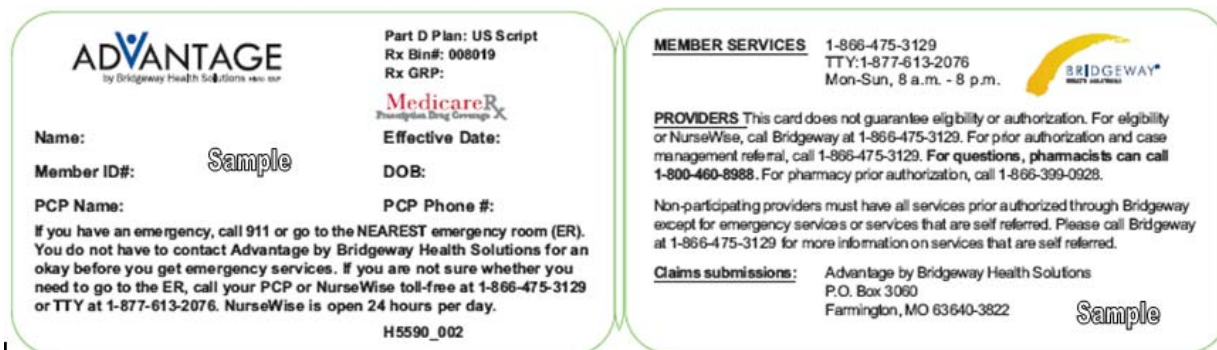 ADVANTAGE
by Bridgeway Health Solutions HMO SNP
Part D Plan: US Script
Rx Bin#: 008019
Rx GRP:
MedicareRx
Prescription Drug Coverage
Name:
Effective Date:
Sample
Member ID#:
DOB:
PCP Name:
PCP Phone #:
If you have an emergency, call 911 or go to the NEAREST emergency room (ER).
You do not have to contact Advantage by Bridgeway Health Solutions for an
okay before you get emergency services. If you are not sure whether you
need to go to the ER, call your PCP or NurseWise toll-free at 1-866-475-3129
or TTY at 1-877-613-2076. NurseWise is open 24 hours per day.
H5590_002
MEMBER SERVICES 1-866-475-3129
TTY:1-877-613-2076
Mon-Sun, 8 a.m. - 8 p.m.
BRIDGEWAY
HEALTH SOLUTIONS
PROVIDERS This card does not guarantee eligibility or authorization. For eligibility
or NurseWise, call Bridgeway at 1-866-475-3129. For prior authorization and case
management referral, call 1-866-475-3129. For questions, pharmacists can call
1-800-460-8988. For pharmacy prior authorization, call 1-866-399-0928.
Non-participating providers must have all services prior authorized through Bridgeway
except for emergency services or services that are self referred. Please call Bridgeway
at 1-866-475-3129 for more information on services that are self referred.
Claims submissions: Advantage by Bridgeway Health Solutions
P.O. Box 3060
Farmington, MO 63640-3822
Sample